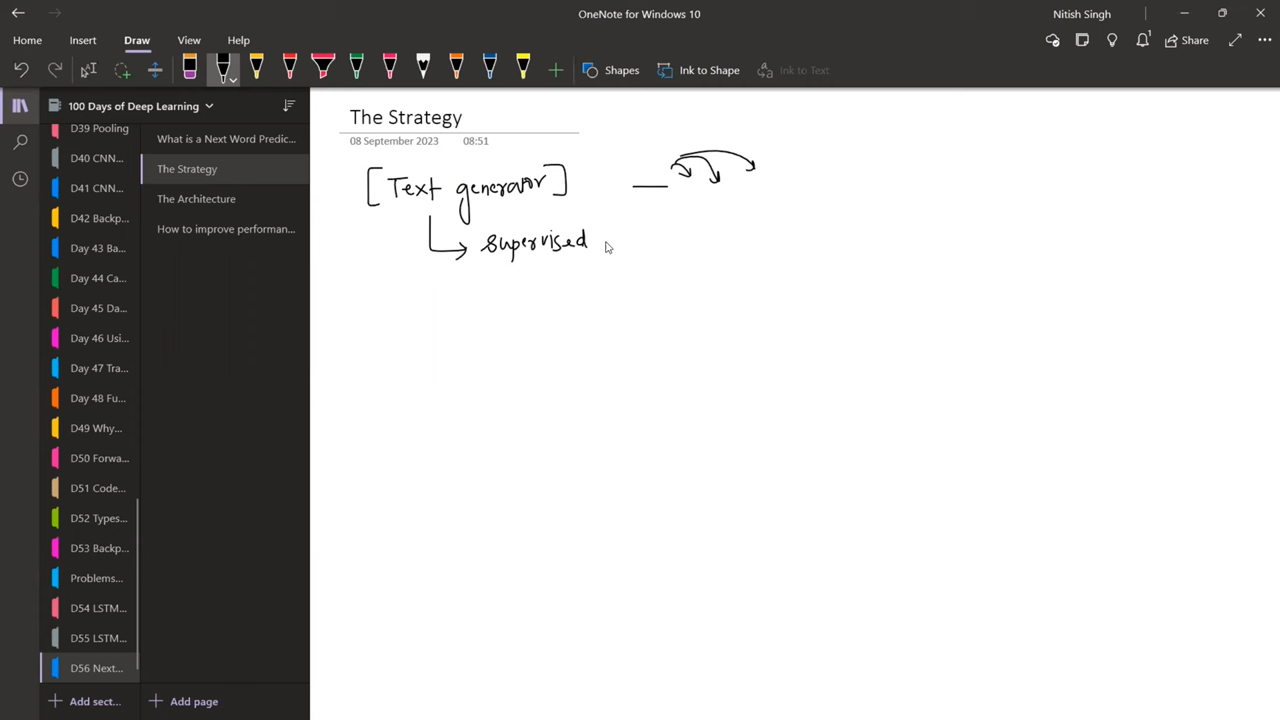 OneNote for Windows 10
Nitish Singh
Home Insert Draw View Help
Share
Shapes
Ink to Shape
Ink to Text
100 Days of Deep Learning
D39 Pooling
D40 CNN...
D41 CNN...
D42 Backp...
Day 43 Ba...
Day 44 Ca...
Day 45 Da...
Day 46 Usi...
Day 47 Tra...
Day 48 Fu...
D49 Why...
D50 Forwa...
D51 Code...
D52 Types...
D53 Backp...
Problems...
D54 LSTM...
D55 LSTM...
D56 Next...
Add sect...
What is a Next Word Predic...
The Strategy
The Architecture
How to improve performan...
Add page
The Strategy
08 September 2023 08:51
[Text generator]
supervised